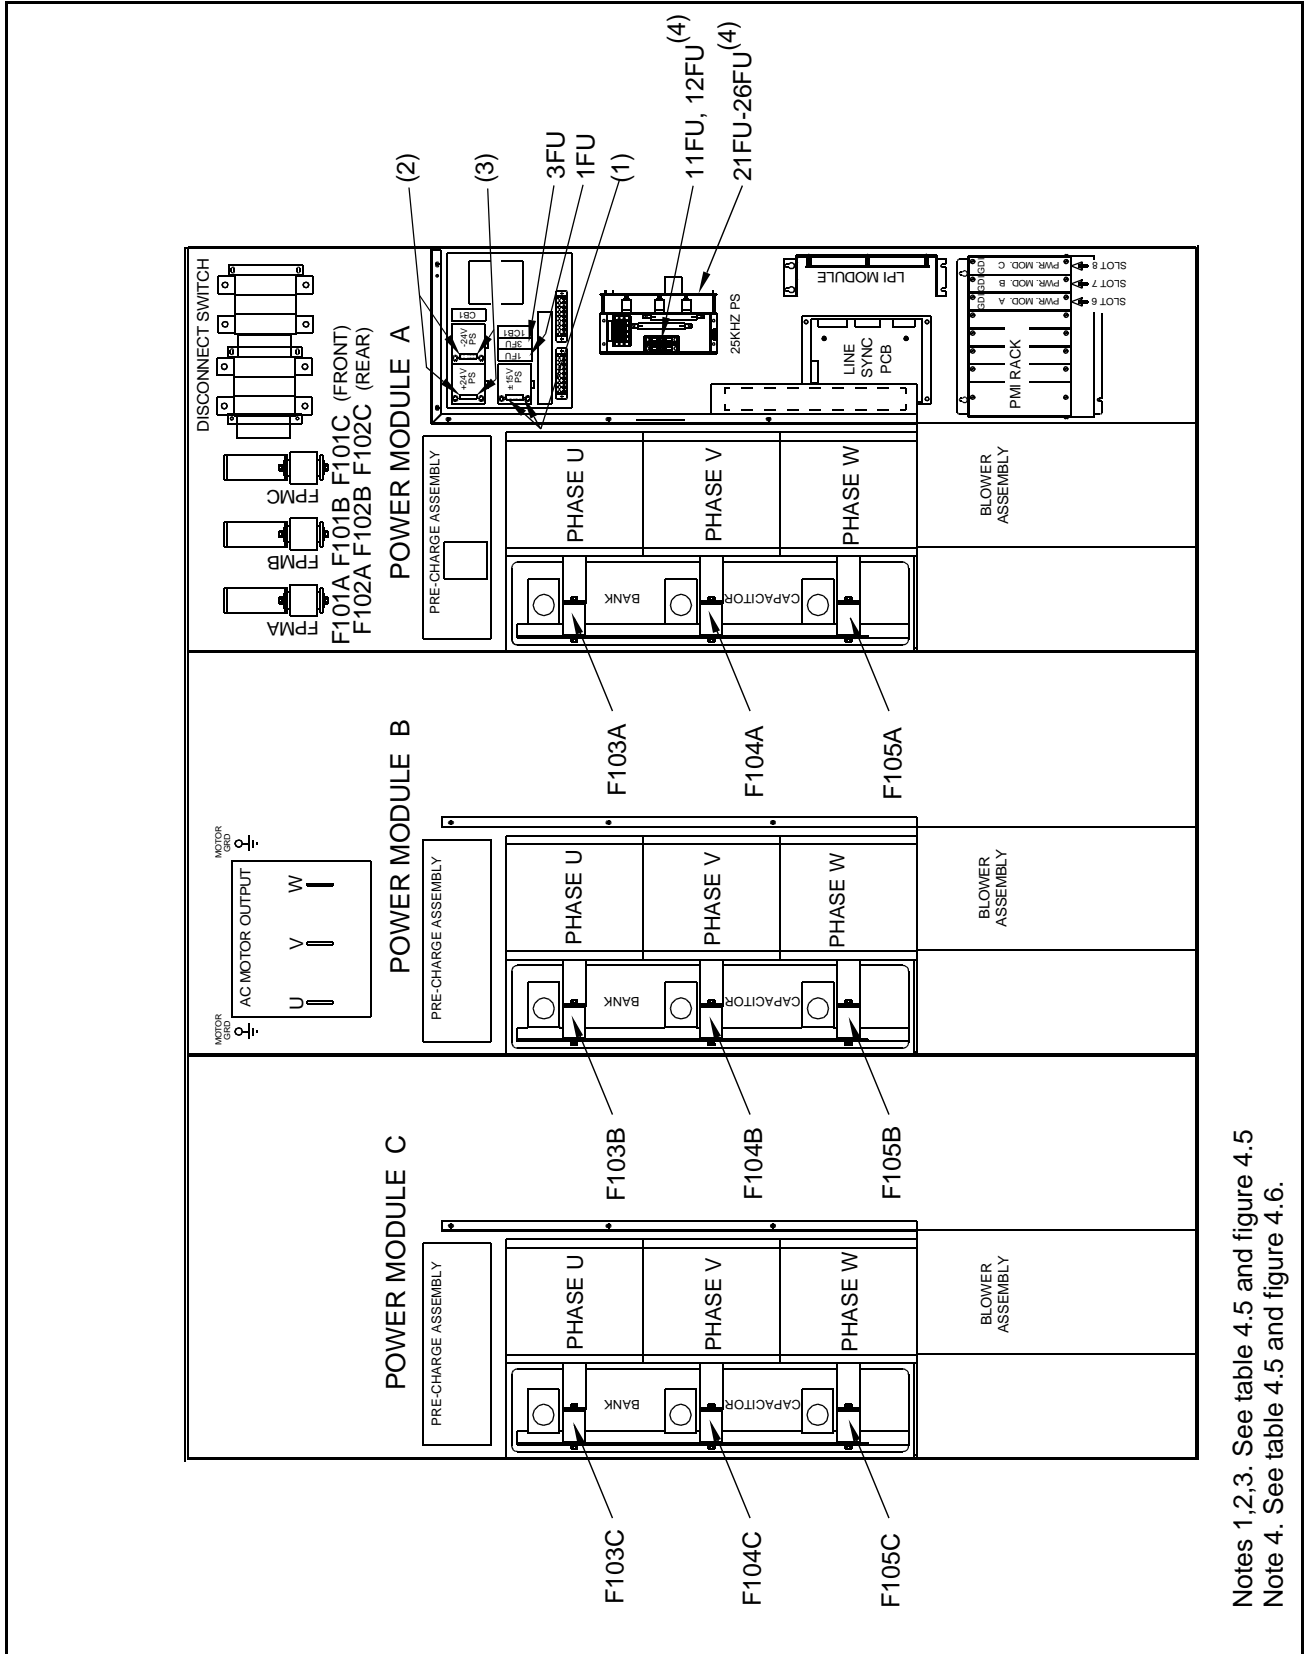 DISCONNECT SWITCH
FPMA
FPMB
FPMC
F101A F101B F101C (FRONT)
F102A F102B F102C (REAR)
POWER MODULE A
PRE-CHARGE ASSEMBLY
PHASE U
PHASE V
PHASE W
BANK
CAPACITOR
BLOWER
ASSEMBLY
F103A
F104A
F105A
(2)
(3)
3FU
1FU
(1)
11FU, 12FU(4)
21FU-26FU(4)
CB1
-24V
PS
+24V
PS
1CB1
3FU
1FU
± 15V
PS
25KHZ PS
LPI MODULE
LINE
SYNC
PCB
PMI RACK
GDI
PWR. MOD. A
SLOT 6
GDI
PWR. MOD. B
SLOT 7
GDI
PWR. MOD. C
SLOT 8
MOTOR
GRD
AC MOTOR OUTPUT
U
V
W
MOTOR
GRD
POWER MODULE B
PRE-CHARGE ASSEMBLY
PHASE U
PHASE V
PHASE W
BANK
CAPACITOR
BLOWER
ASSEMBLY
F103B
F104B
F105B
POWER MODULE C
PRE-CHARGE ASSEMBLY
PHASE U
PHASE V
PHASE W
BANK
CAPACITOR
BLOWER
ASSEMBLY
F103C
F104C
F105C
Notes 1,2,3. See table 4.5 and figure 4.5
Note 4. See table 4.5 and figure 4.6.